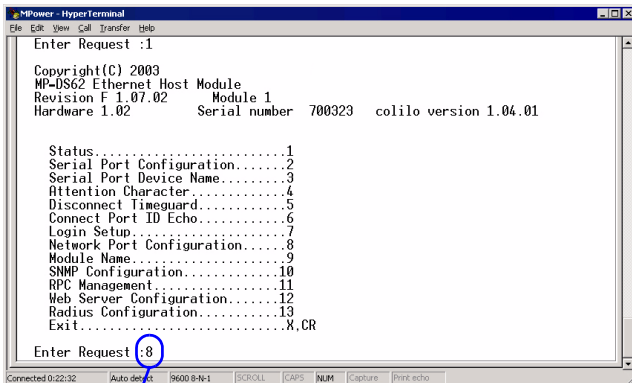 MPower - HyperTerminal
File Edit View Call Transfer Help
Enter Request :1
Copyright(C) 2003
MP-DS62 Ethernet Host Module
Revision F 1.07.02 Module 1
Hardware 1.02 Serial number 700323 colilo version 1.04.01
Status..........................1
Serial Port Configuration.......2
Serial Port Device Name.........3
Attention Character.............4
Disconnect Timeguard............5
Connect Port ID Echo............6
Login Setup.....................7
Network Port Configuration......8
Module Name.....................9
SNMP Configuration.............10
RPC Management.................11
Web Server Configuration.......12
Radius Configuration...........13
Exit............................X,CR
Enter Request :8
Connected 0:22:32 Auto detect 9600 8-N-1 SCROLL CAPS NUM Capture Print echo